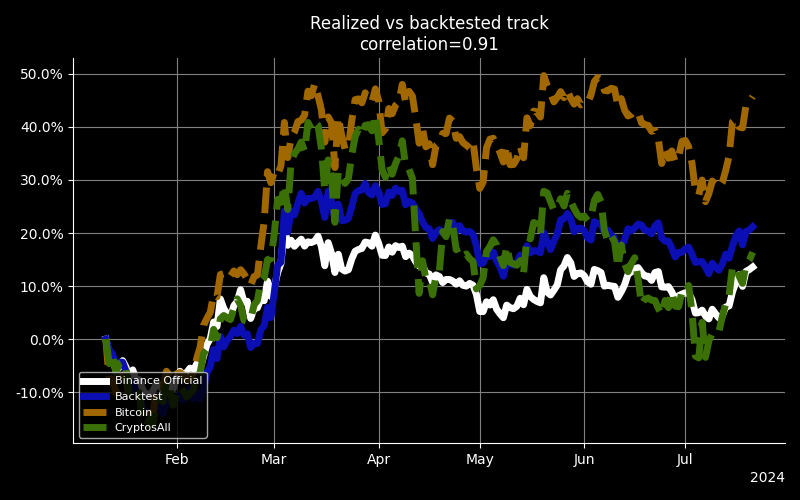 Realized vs backtested track
correlation=0.91
50.0%
40.0%
30.0%
20.0%
10.0%
0.0%
-10.0%
Binance Official
Backtest
Bitcoin
CryptosAll
Feb
Mar
Apr
May
Jun
Jul
2024